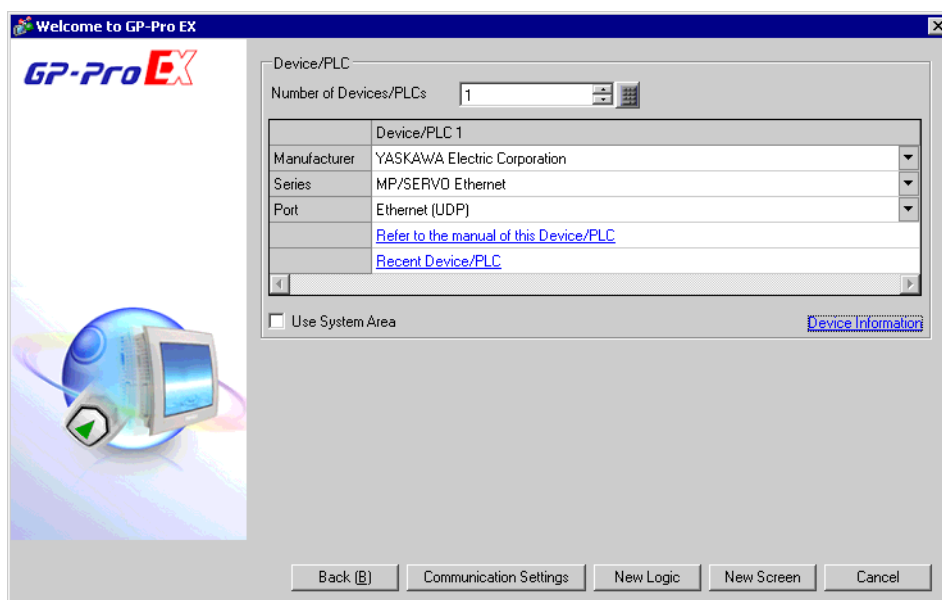 Welcome to GP-Pro EX
GP-Pro EX
Device/PLC
Number of Devices/PLCs 1
Device/PLC 1
Manufacturer YASKAWA Electric Corporation
Series MP/SERVO Ethernet
Port Ethernet (UDP)
Refer to the manual of this Device/PLC
Recent Device/PLC
Use System Area Device Information
Back (B) Communication Settings New Logic New Screen Cancel